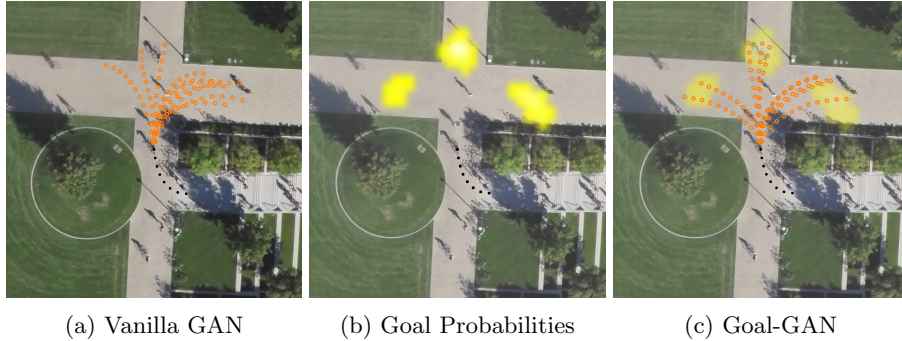 (a) Vanilla GAN
(b) Goal Probabilities
(c) Goal-GAN